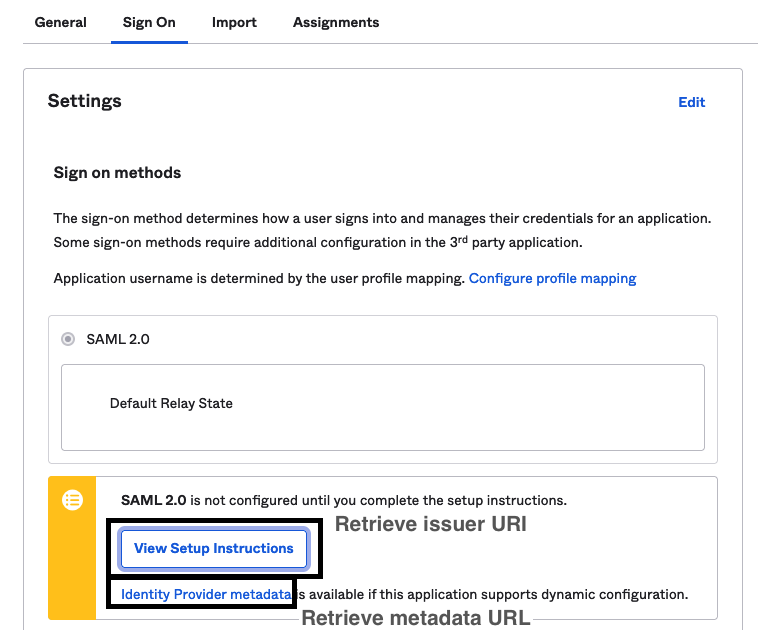 General Sign On Import Assignments
Settings Edit
Sign on methods
The sign-on method determines how a user signs into and manages their credentials for an application.
Some sign-on methods require additional configuration in the 3rd party application.
Application username is determined by the user profile mapping. Configure profile mapping
SAML 2.0
Default Relay State
SAML 2.0 is not configured until you complete the setup instructions.
Retrieve issuer URI
View Setup Instructions
Identity Provider metadata is available if this application supports dynamic configuration.
Retrieve metadata URL